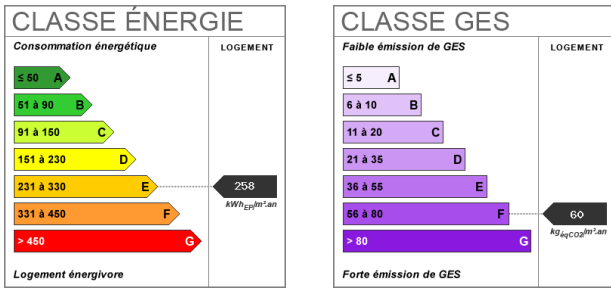 CLASSE ÉNERGIE
Consommation énergétique
LOGEMENT
≤ 50 A
51 à 90 B
91 à 150 C
151 à 230 D
231 à 330 E
258
kWhEP/m².an
331 à 450 F
> 450 G
Logement énergivore
CLASSE GES
Faible émission de GES
LOGEMENT
≤ 5 A
6 à 10 B
11 à 20 C
21 à 35 D
36 à 55 E
56 à 80 F
60
kgéqCO2/m².an
> 80 G
Forte émission de GES